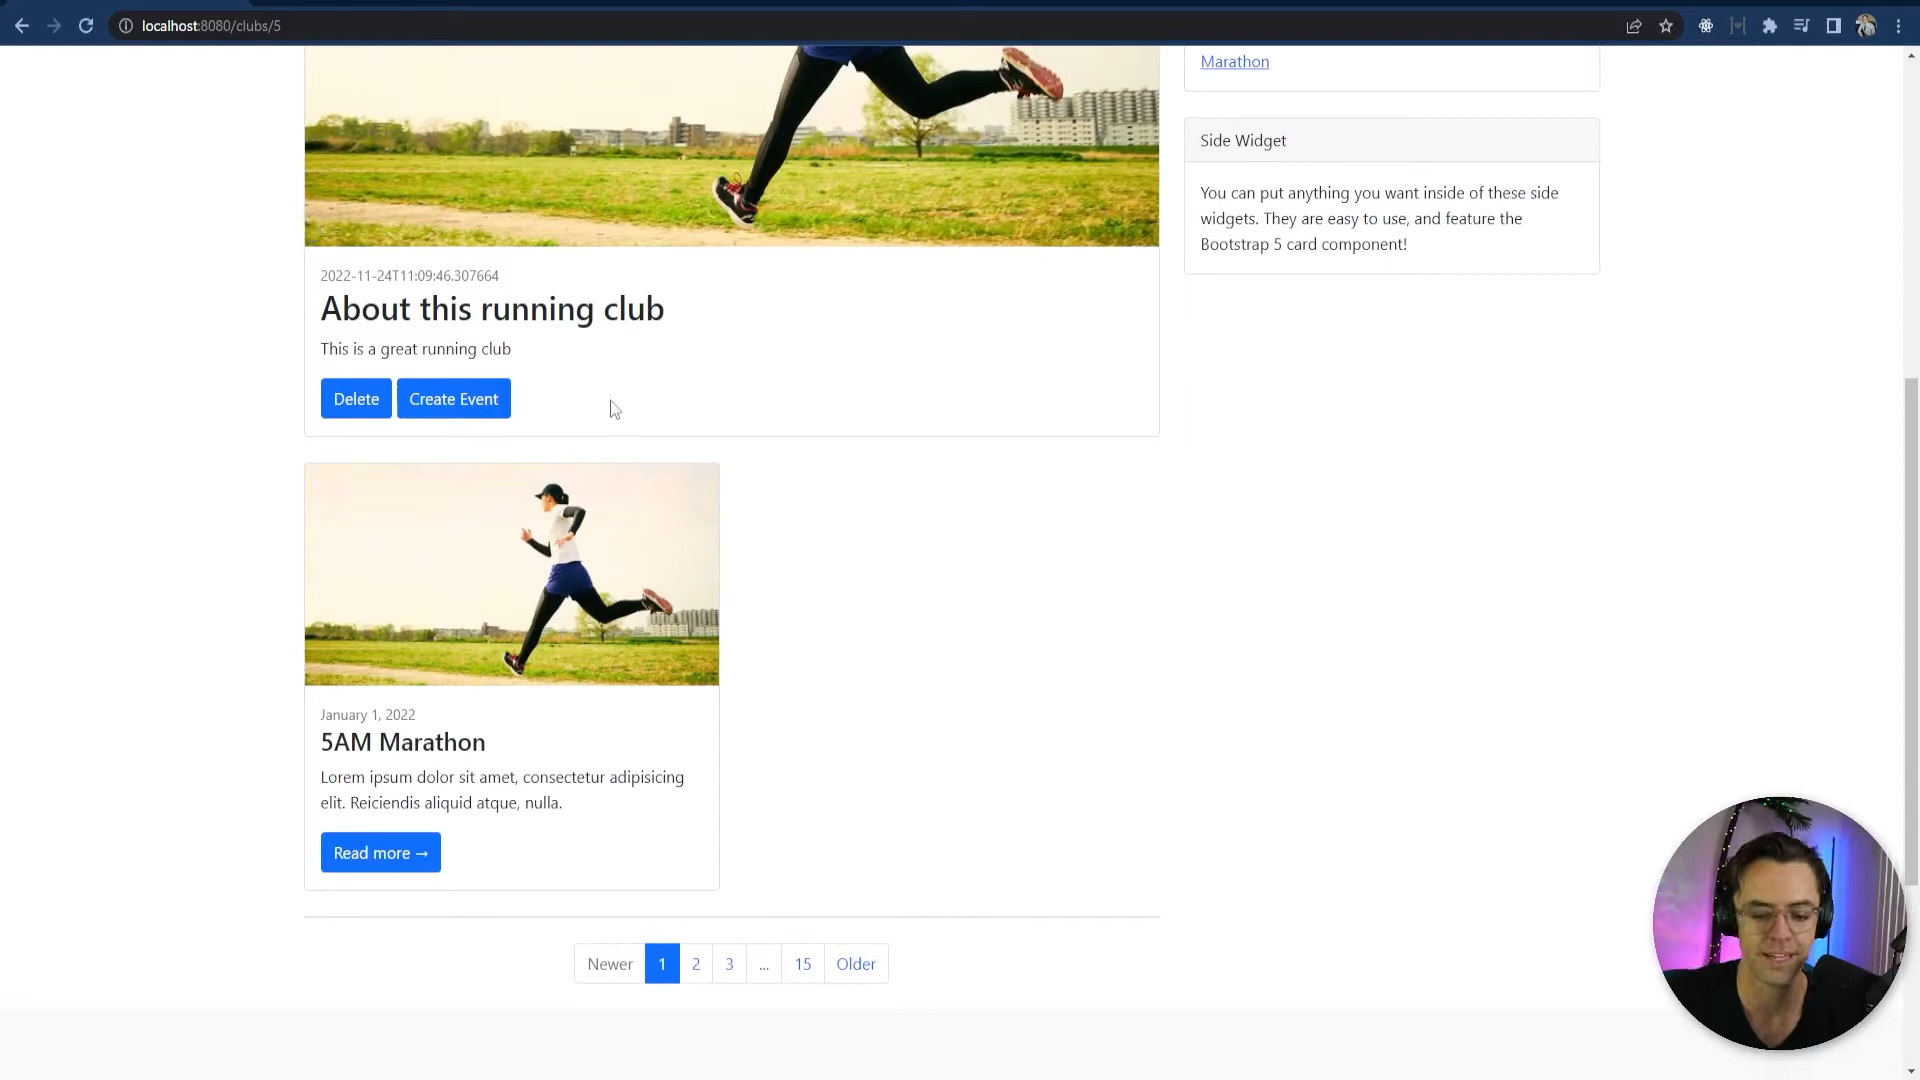 localhost:8080/clubs/5
Marathon
Side Widget
You can put anything you want inside of these side
widgets. They are easy to use, and feature the
Bootstrap 5 card component!
2022-11-24T11:09:46.307664
About this running club
This is a great running club
Delete Create Event
January 1, 2022
5AM Marathon
Lorem ipsum dolor sit amet, consectetur adipisicing
elit. Reiciendis aliquid atque, nulla.
Read more →
Newer 1 2 3 ... 15 Older